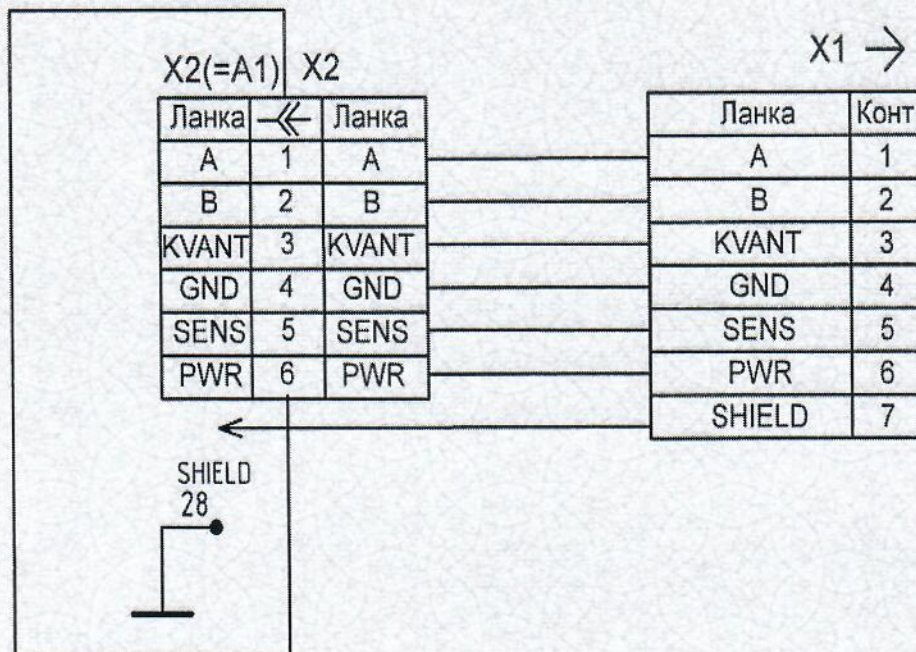 X1
X2(=A1) X2
Ланка Ланка
A 1 A
B 2 B
KVANT 3 KVANT
GND 4 GND
SENS 5 SENS
PWR 6 PWR
Ланка Конт
A 1
B 2
KVANT 3
GND 4
SENS 5
PWR 6
SHIELD 7
SHIELD
28